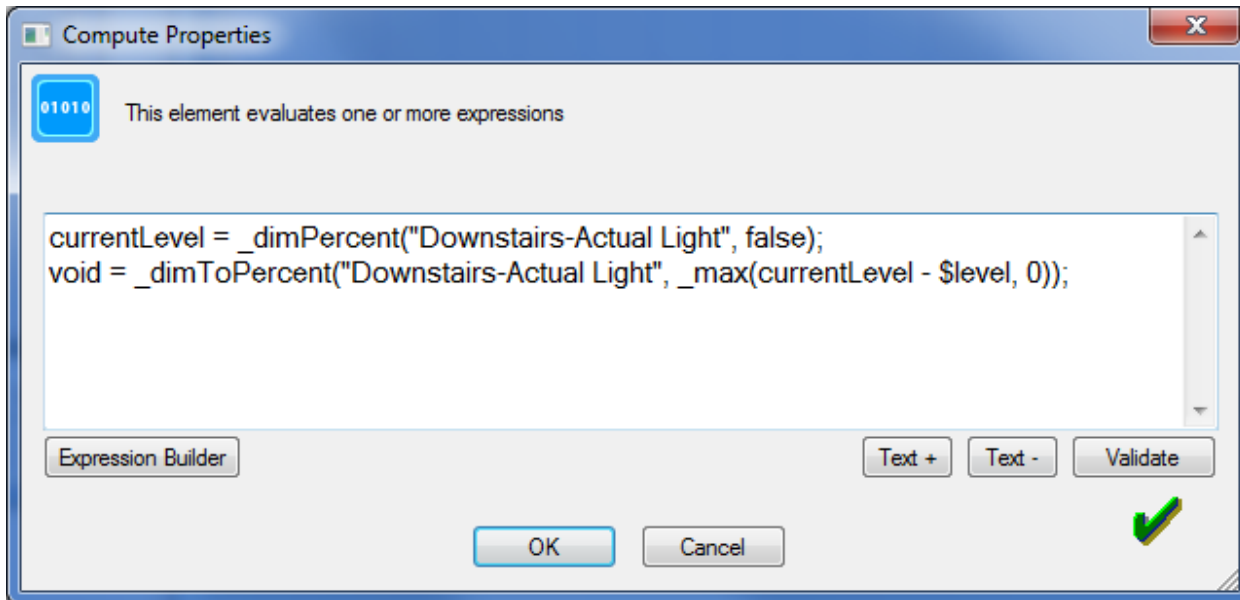 Compute Properties
x
01010
This element evaluates one or more expressions
currentLevel = _dimPercent("Downstairs-Actual Light", false);
void = _dimToPercent("Downstairs-Actual Light", _max(currentLevel - $level, 0));
Expression Builder
Text +
Text -
Validate
OK
Cancel